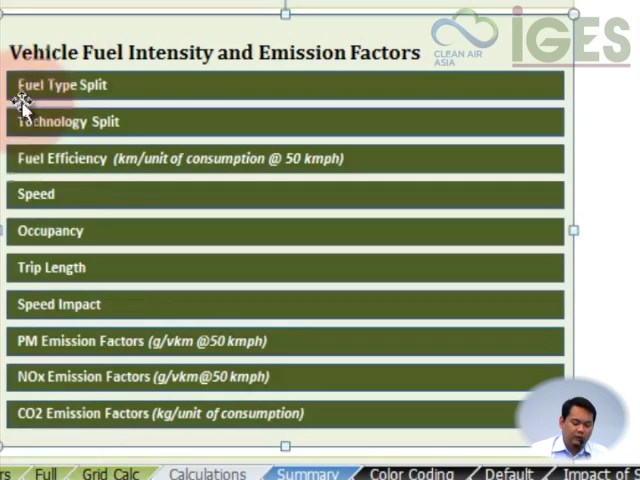 CLEAN AIR
ASIA
iGES
Vehicle Fuel Intensity and Emission Factors
Fuel Type Split
Technology Split
Fuel Efficiency (km/unit of consumption @ 50 kmph)
Speed
Occupancy
Trip Length
Speed Impact
PM Emission Factors (g/vkm @50 kmph)
NOx Emission Factors (g/vkm@50 kmph)
CO2 Emission Factors (kg/unit of consumption)
rs Full Grid Calc Calculations Summary Color Coding Default Impact of S